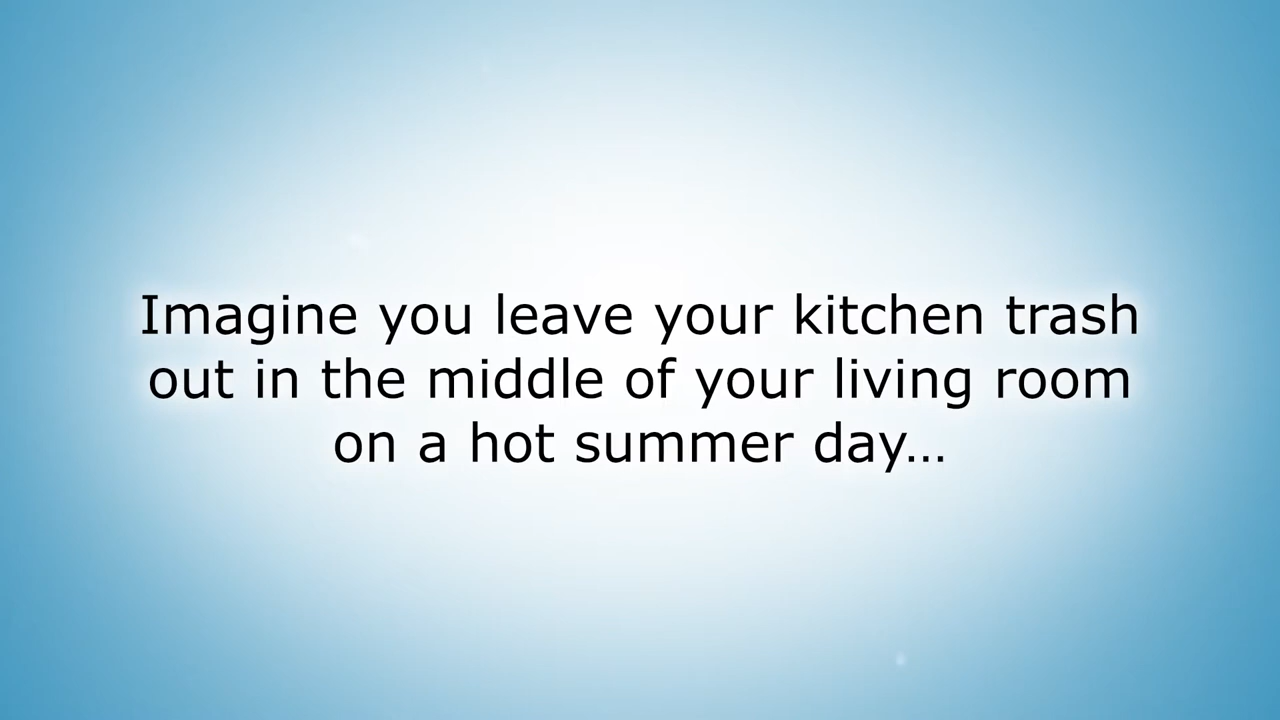 Imagine you leave your kitchen trash
out in the middle of your living room
on a hot summer day…